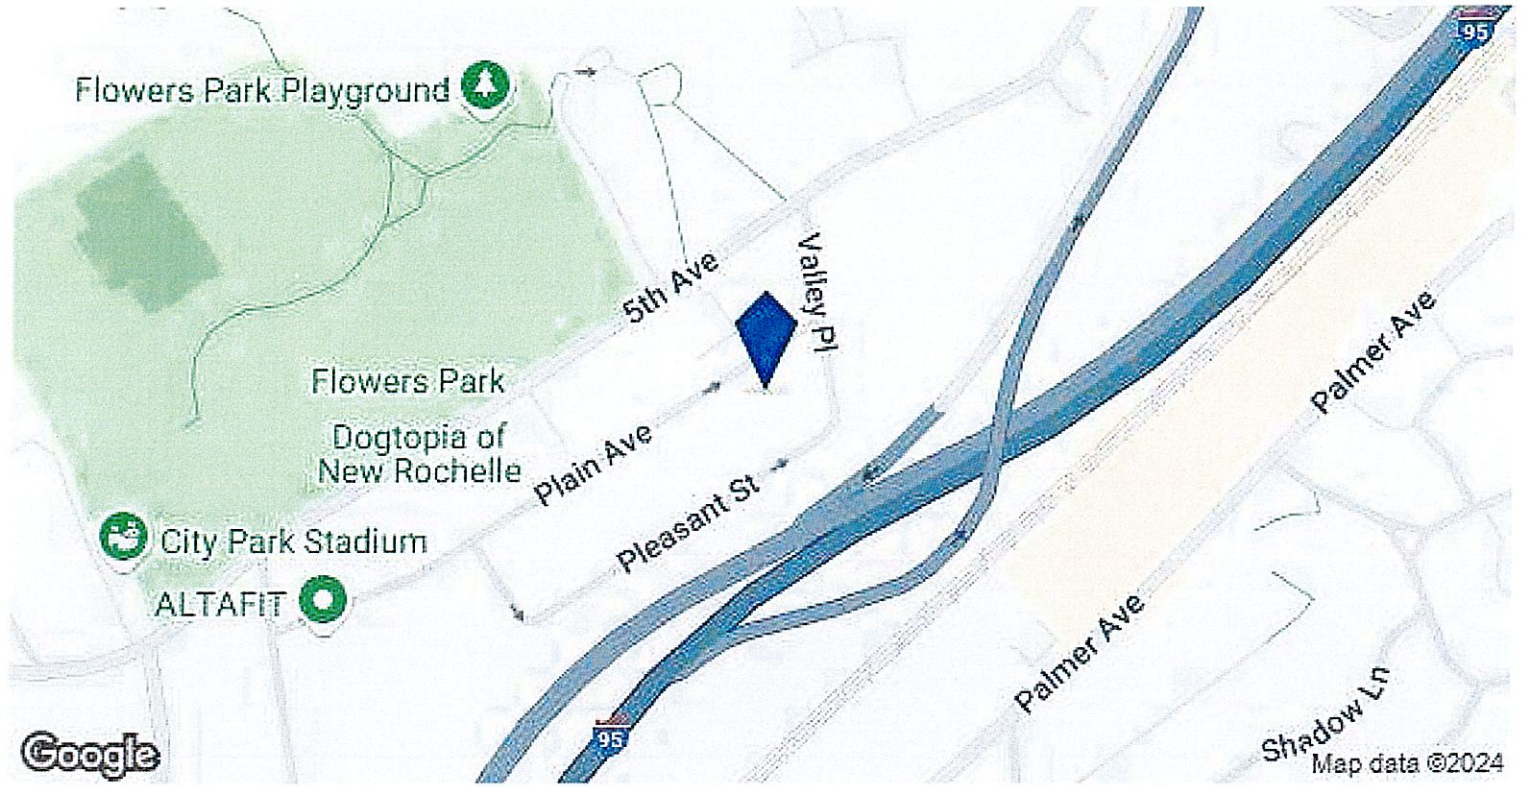 95
Flowers Park Playground
5th Ave
Valley Pl
Palmer Ave
Flowers Park
Dogtopia of
New Rochelle
Plain Ave
Pleasant St
City Park Stadium
ALTAFIT
Palmer Ave
Shadow Ln
95
Google
Map data ©2024